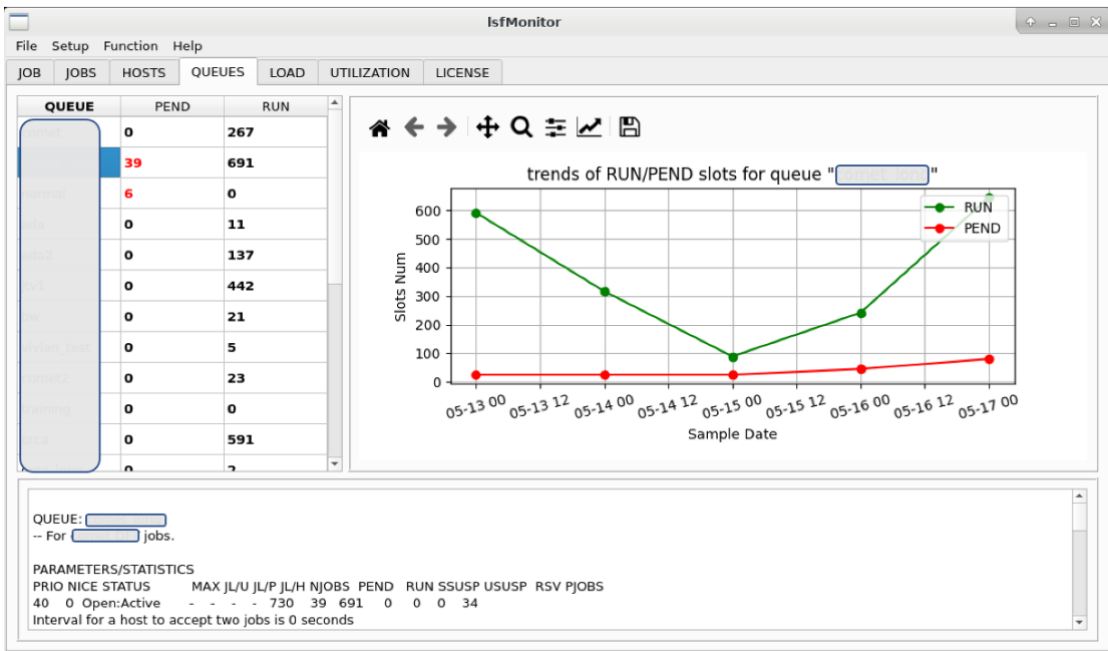 lsfMonitor
File Setup Function Help
JOB JOBS HOSTS QUEUES LOAD UTILIZATION LICENSE
QUEUE PEND RUN
0 267
39 691
6 0
0 11
0 137
0 442
0 21
0 5
0 23
0 0
0 591
0 2
trends of RUN/PEND slots for queue " "
RUN
PEND
Slots Num
600
500
400
300
200
100
0
05-13 00 05-13 12 05-14 00 05-14 12 05-15 00 05-15 12 05-16 00 05-16 12 05-17 00
Sample Date
QUEUE:
-- For jobs.
PARAMETERS/STATISTICS
PRIO NICE STATUS MAX JL/U JL/P JL/H NJOBS PEND RUN SSUSP USUSP RSV PJOBS
40 0 Open:Active - - - - 730 39 691 0 0 0 34
Interval for a host to accept two jobs is 0 seconds